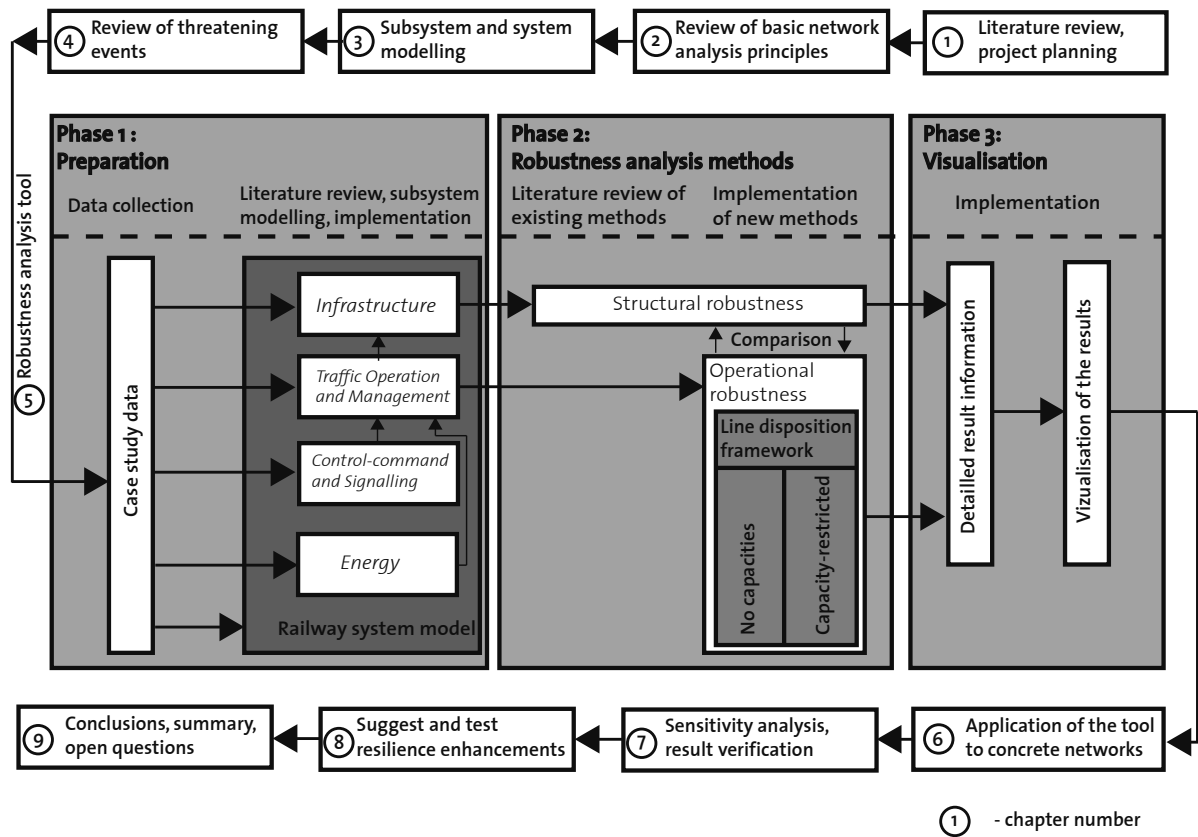 4
Review of threatening
events
3
Subsystem and system
modelling
2
Review of basic network
analysis principles
1
Literature review,
project planning
5 Robustness analysis tool
Phase 1 :
Preparation
Data collection
Literature review, subsystem
modelling, implementation
Case study data
Infrastructure
Traffic Operation
and Management
Control-command
and Signalling
Energy
Railway system model
Phase 2:
Robustness analysis methods
Literature review of
existing methods
Implementation
of new methods
Structural robustness
Comparison
Operational
robustness
Line disposition
framework
No capacities
Capacity-restricted
Phase 3:
Visualisation
Implementation
Detailled result information
Vizualisation of the results
9
Conclusions, summary,
open questions
8
Suggest and test
resilience enhancements
7
Sensitivity analysis,
result verification
6
Application of the tool
to concrete networks
1 - chapter number